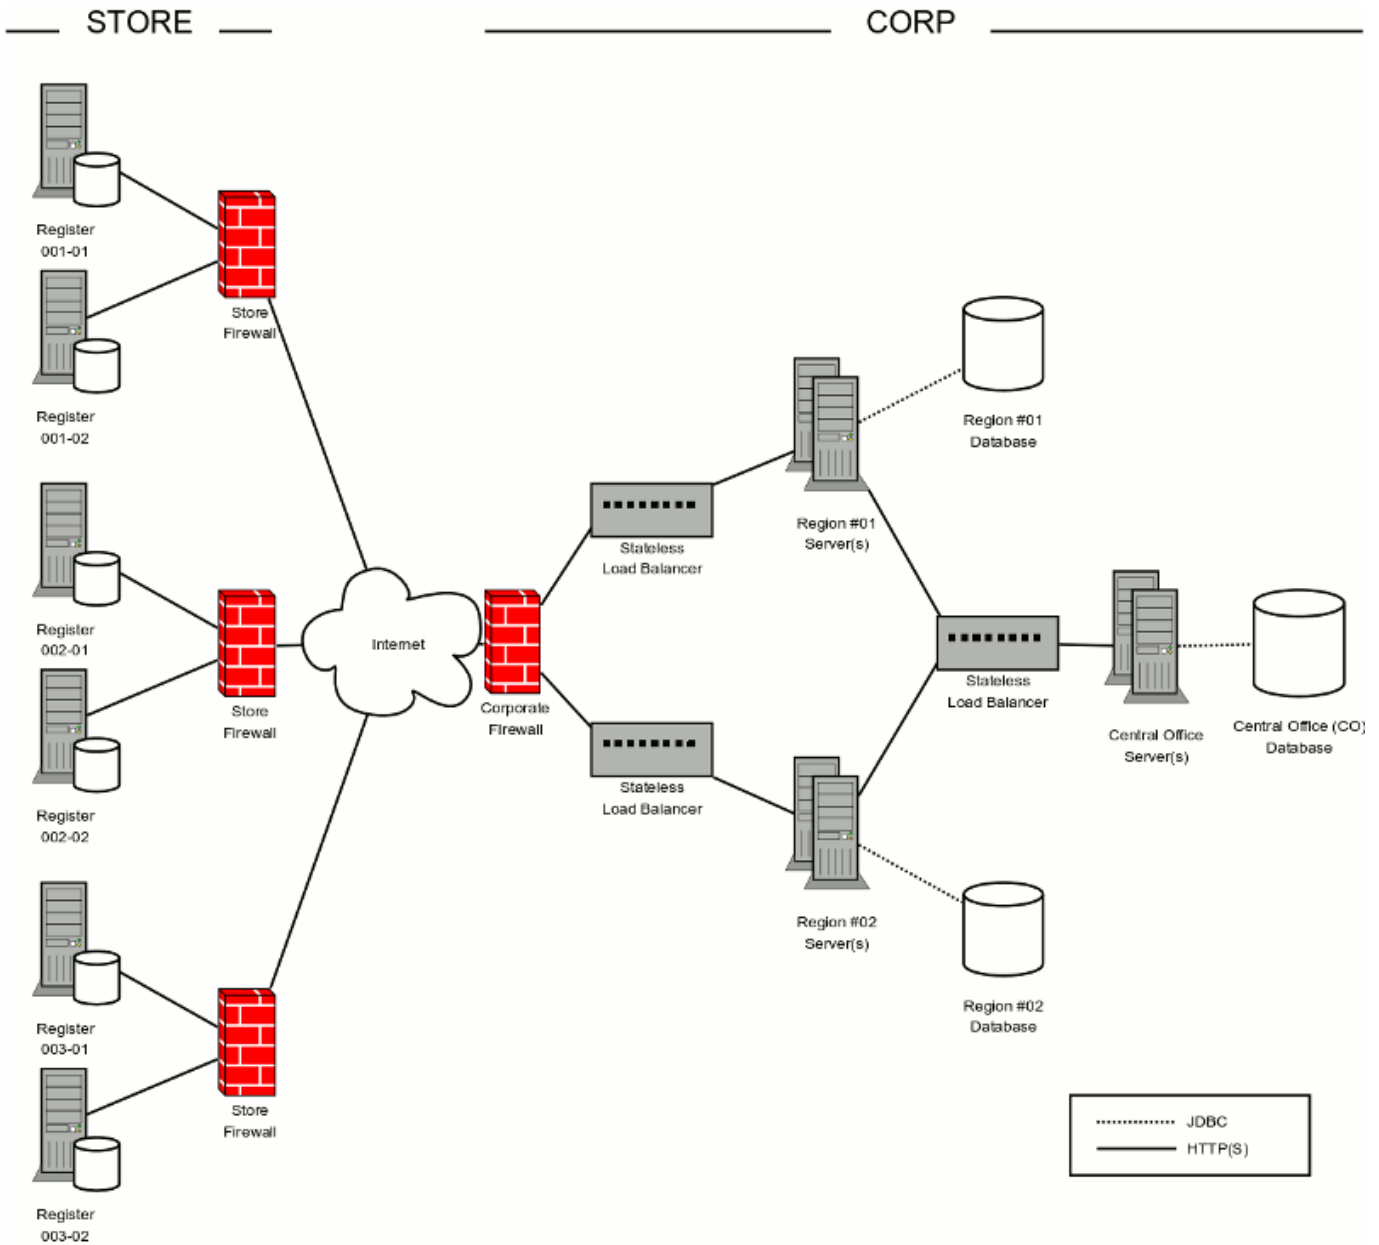 STORE
CORP
Register
001-01
Store
Firewall
Register
001-02
Region #01
Database
Region #01
Server(s)
Stateless
Load Balancer
Register
002-01
Internet
Store
Firewall
Corporate
Firewall
Stateless
Load Balancer
Central Office
Server(s)
Central Office (CO)
Database
Stateless
Load Balancer
Register
002-02
Region #02
Server(s)
Region #02
Database
Register
003-01
Store
Firewall
JDBC
HTTP(S)
Register
003-02